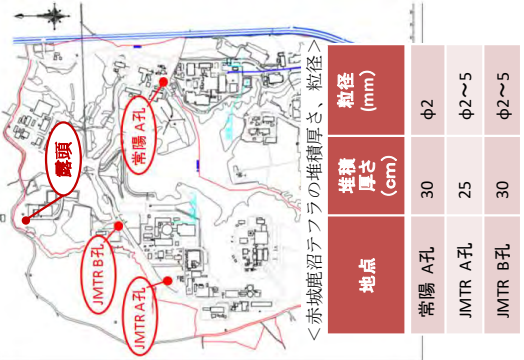 露頭
常陽 A孔
JMTR B孔
JMTR A孔
＜赤城鹿沼テフラの堆積厚さ、粒径＞
地点 堆積厚さ (cm) 粒径 (mm)
常陽 A孔 30 φ2
JMTR A孔 25 φ2～5
JMTR B孔 30 φ2～5